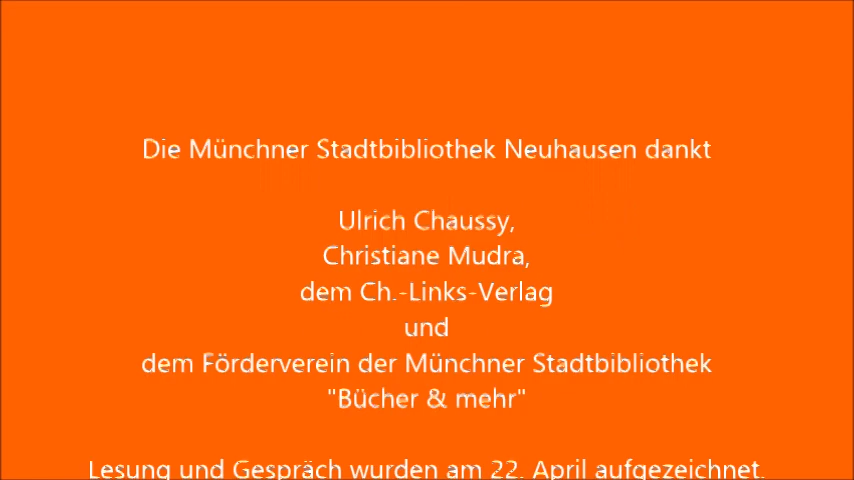 Die Münchner Stadtbibliothek Neuhausen dankt
Ulrich Chaussy,
Christiane Mudra,
dem Ch.-Links-Verlag
und
dem Förderverein der Münchner Stadtbibliothek
"Bücher & mehr"
Lesung und Gespräch wurden am 22. April aufgezeichnet.